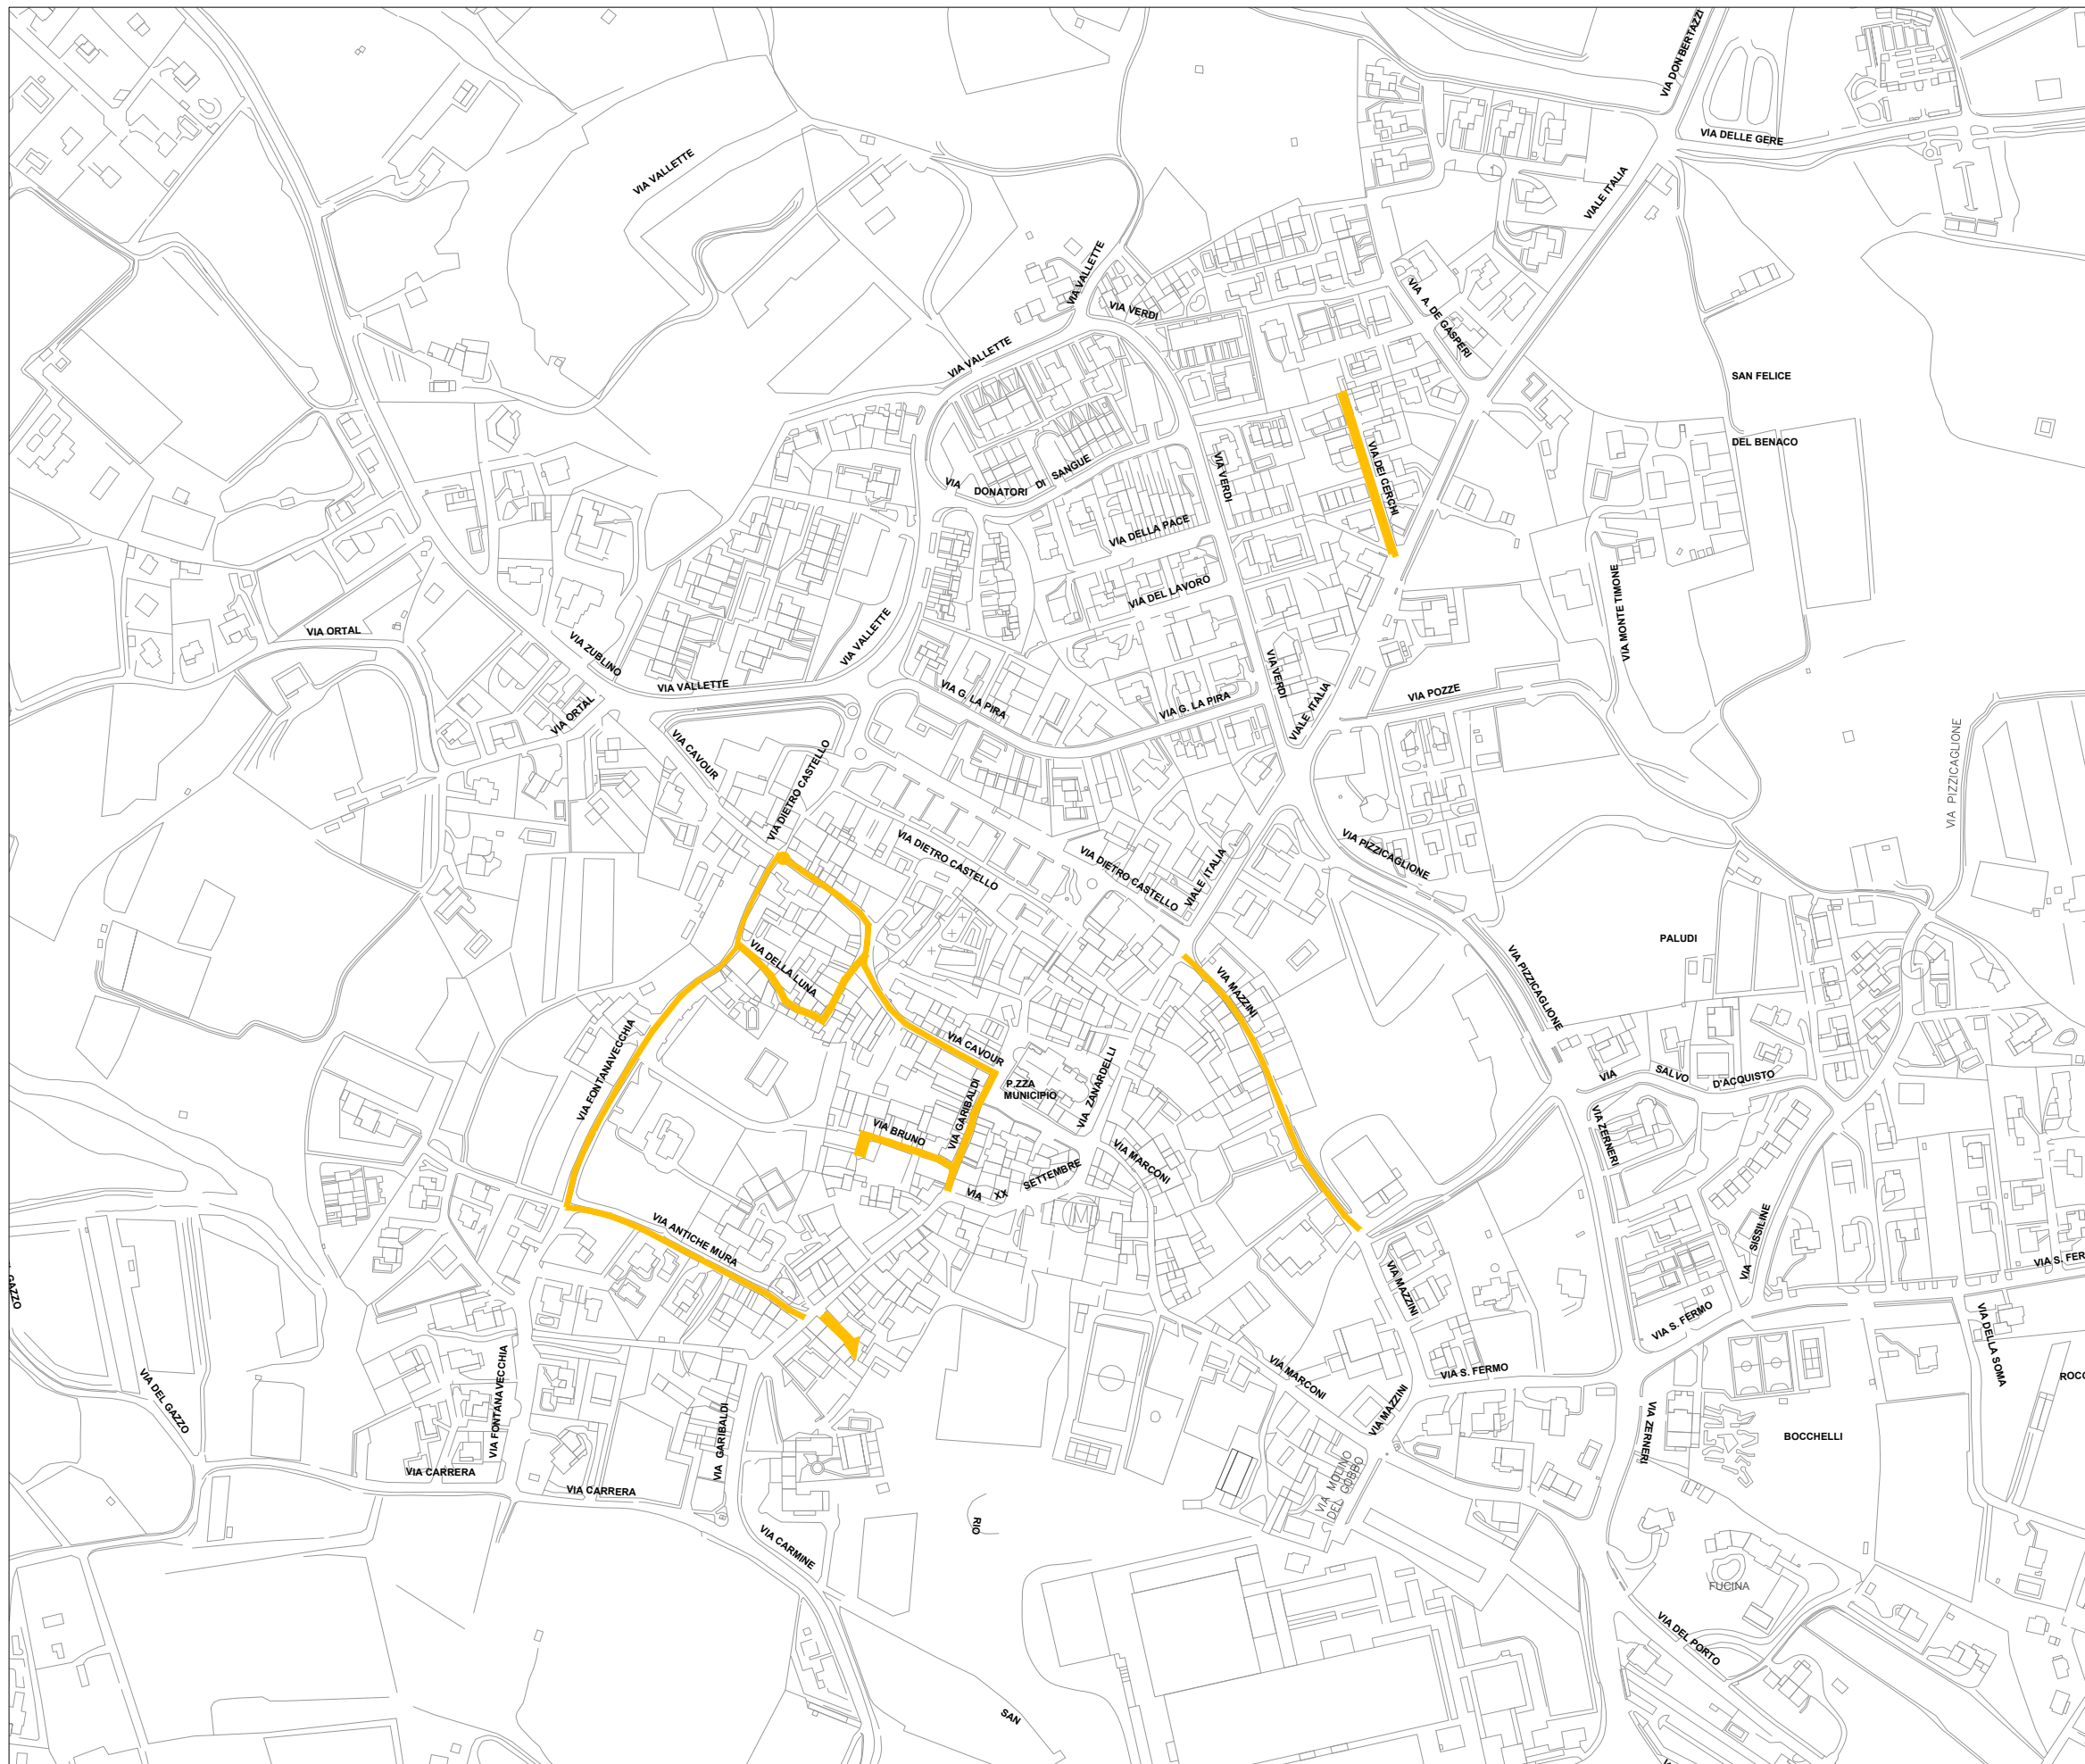 VIA DON BERTAZZI
VIA DELLE GERE
VIA VALLETTE
VIALE ITALIA
VIA VALLETTE
VIA VERDI
VIA A. DE GASPERI
VIA VALLETTE
SAN FELICE
DEL BENACO
VIA DEI CERCHI
VIA VERDI
VIA DONATORI DI SANGUE
VIA DELLA PACE
VIA DEL LAVORO
VIA MONTE TIMONE
VIA ORTAL
VIA ZUBLINO
VIA VALLETTE
VIA VALLETTE
VIA VERDI
VIA G. LA PIRA
VIA G. LA PIRA
VIA POZZE
VIALE ITALIA
VIA ORTAL
VIA CAVOUR
VIA DIETRO CASTELLO
VIA PIZZICAGLIONE
VIA DIETRO CASTELLO
VIA DIETRO CASTELLO
VIALE ITALIA
VIA PIZZICAGLIONE
PALUDI
VIA DELLA LUNA
VIA MAZZINI
VIA PIZZICAGLIONE
VIA FONTANAVECCHIA
VIA CAVOUR
P.ZZA
MUNICIPIO
VIA ZANARDELLI
VIA SALVO D'ACQUISTO
VIA BRUNO
VIA GARIBALDI
VIA ZERNERI
VIA MARCONI
VIA XX SETTEMBRE
M
VIA ANTICHE MURA
VIA SISSILINE
VIA S. FER
GAZZO
VIA MAZZINI
VIA S. FERMO
VIA DELLA SOMA
VIA DEL GAZZO
VIA FONTANAVECCHIA
VIA MARCONI
VIA S. FERMO
ROCC
VIA MAZZINI
VIA ZERNERI
BOCCHELLI
VIA GARIBALDI
VIA CARRERA
VIA CARRERA
VIA MOLINO
DEL GOBBO
RIO
VIA CARMINE
FUCINA
VIA DEL PORTO
SAN